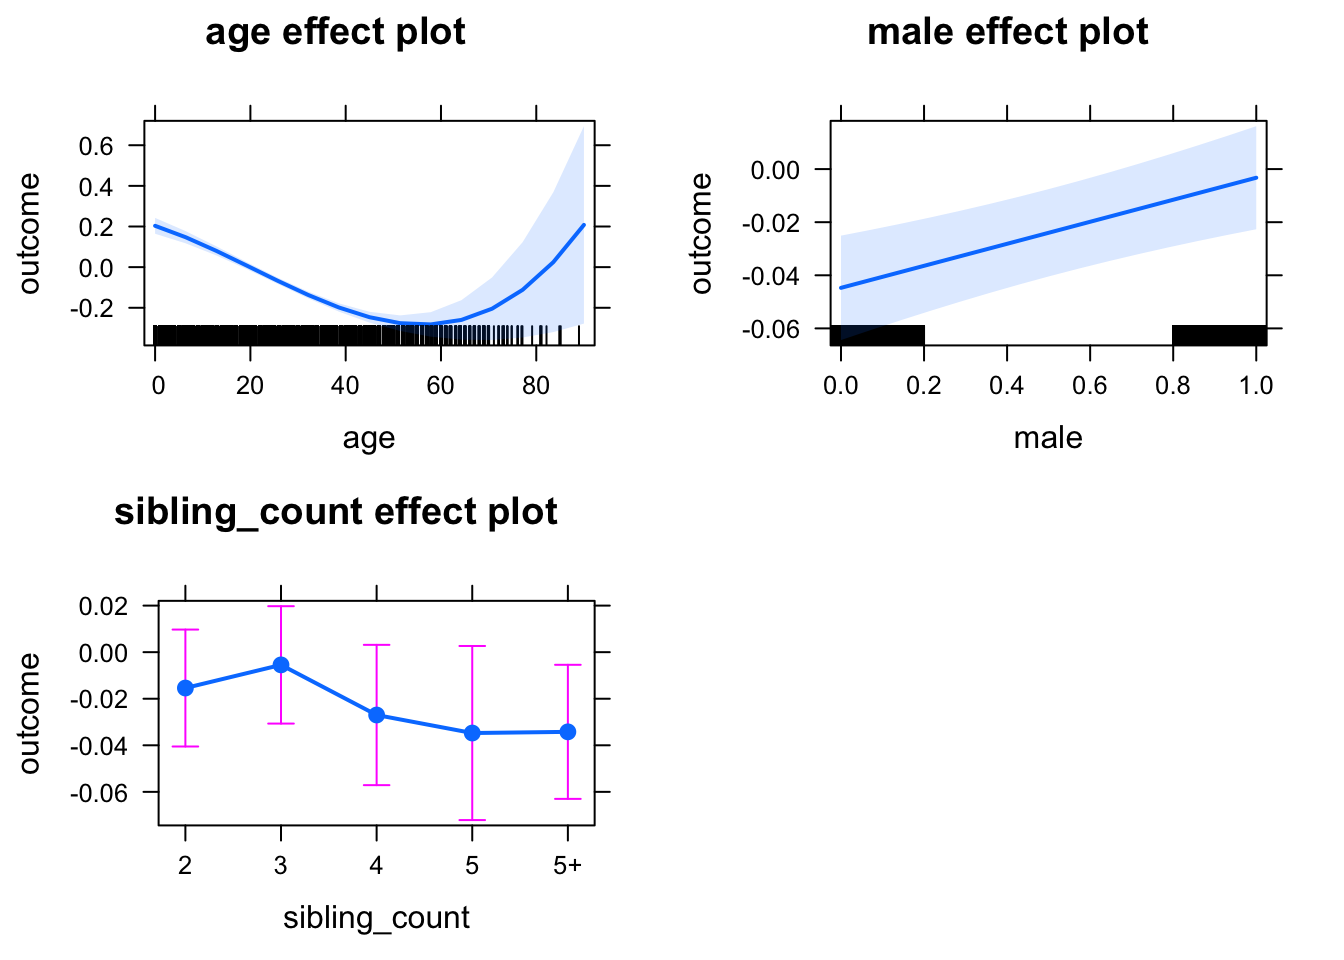 age effect plot
outcome
0.6
0.4
0.2
0.0
-0.2
0 20 40 60 80
age
male effect plot
outcome
0.00
-0.02
-0.04
-0.06
0.0 0.2 0.4 0.6 0.8 1.0
male
sibling_count effect plot
outcome
0.02
0.00
-0.02
-0.04
-0.06
2 3 4 5 5+
sibling_count